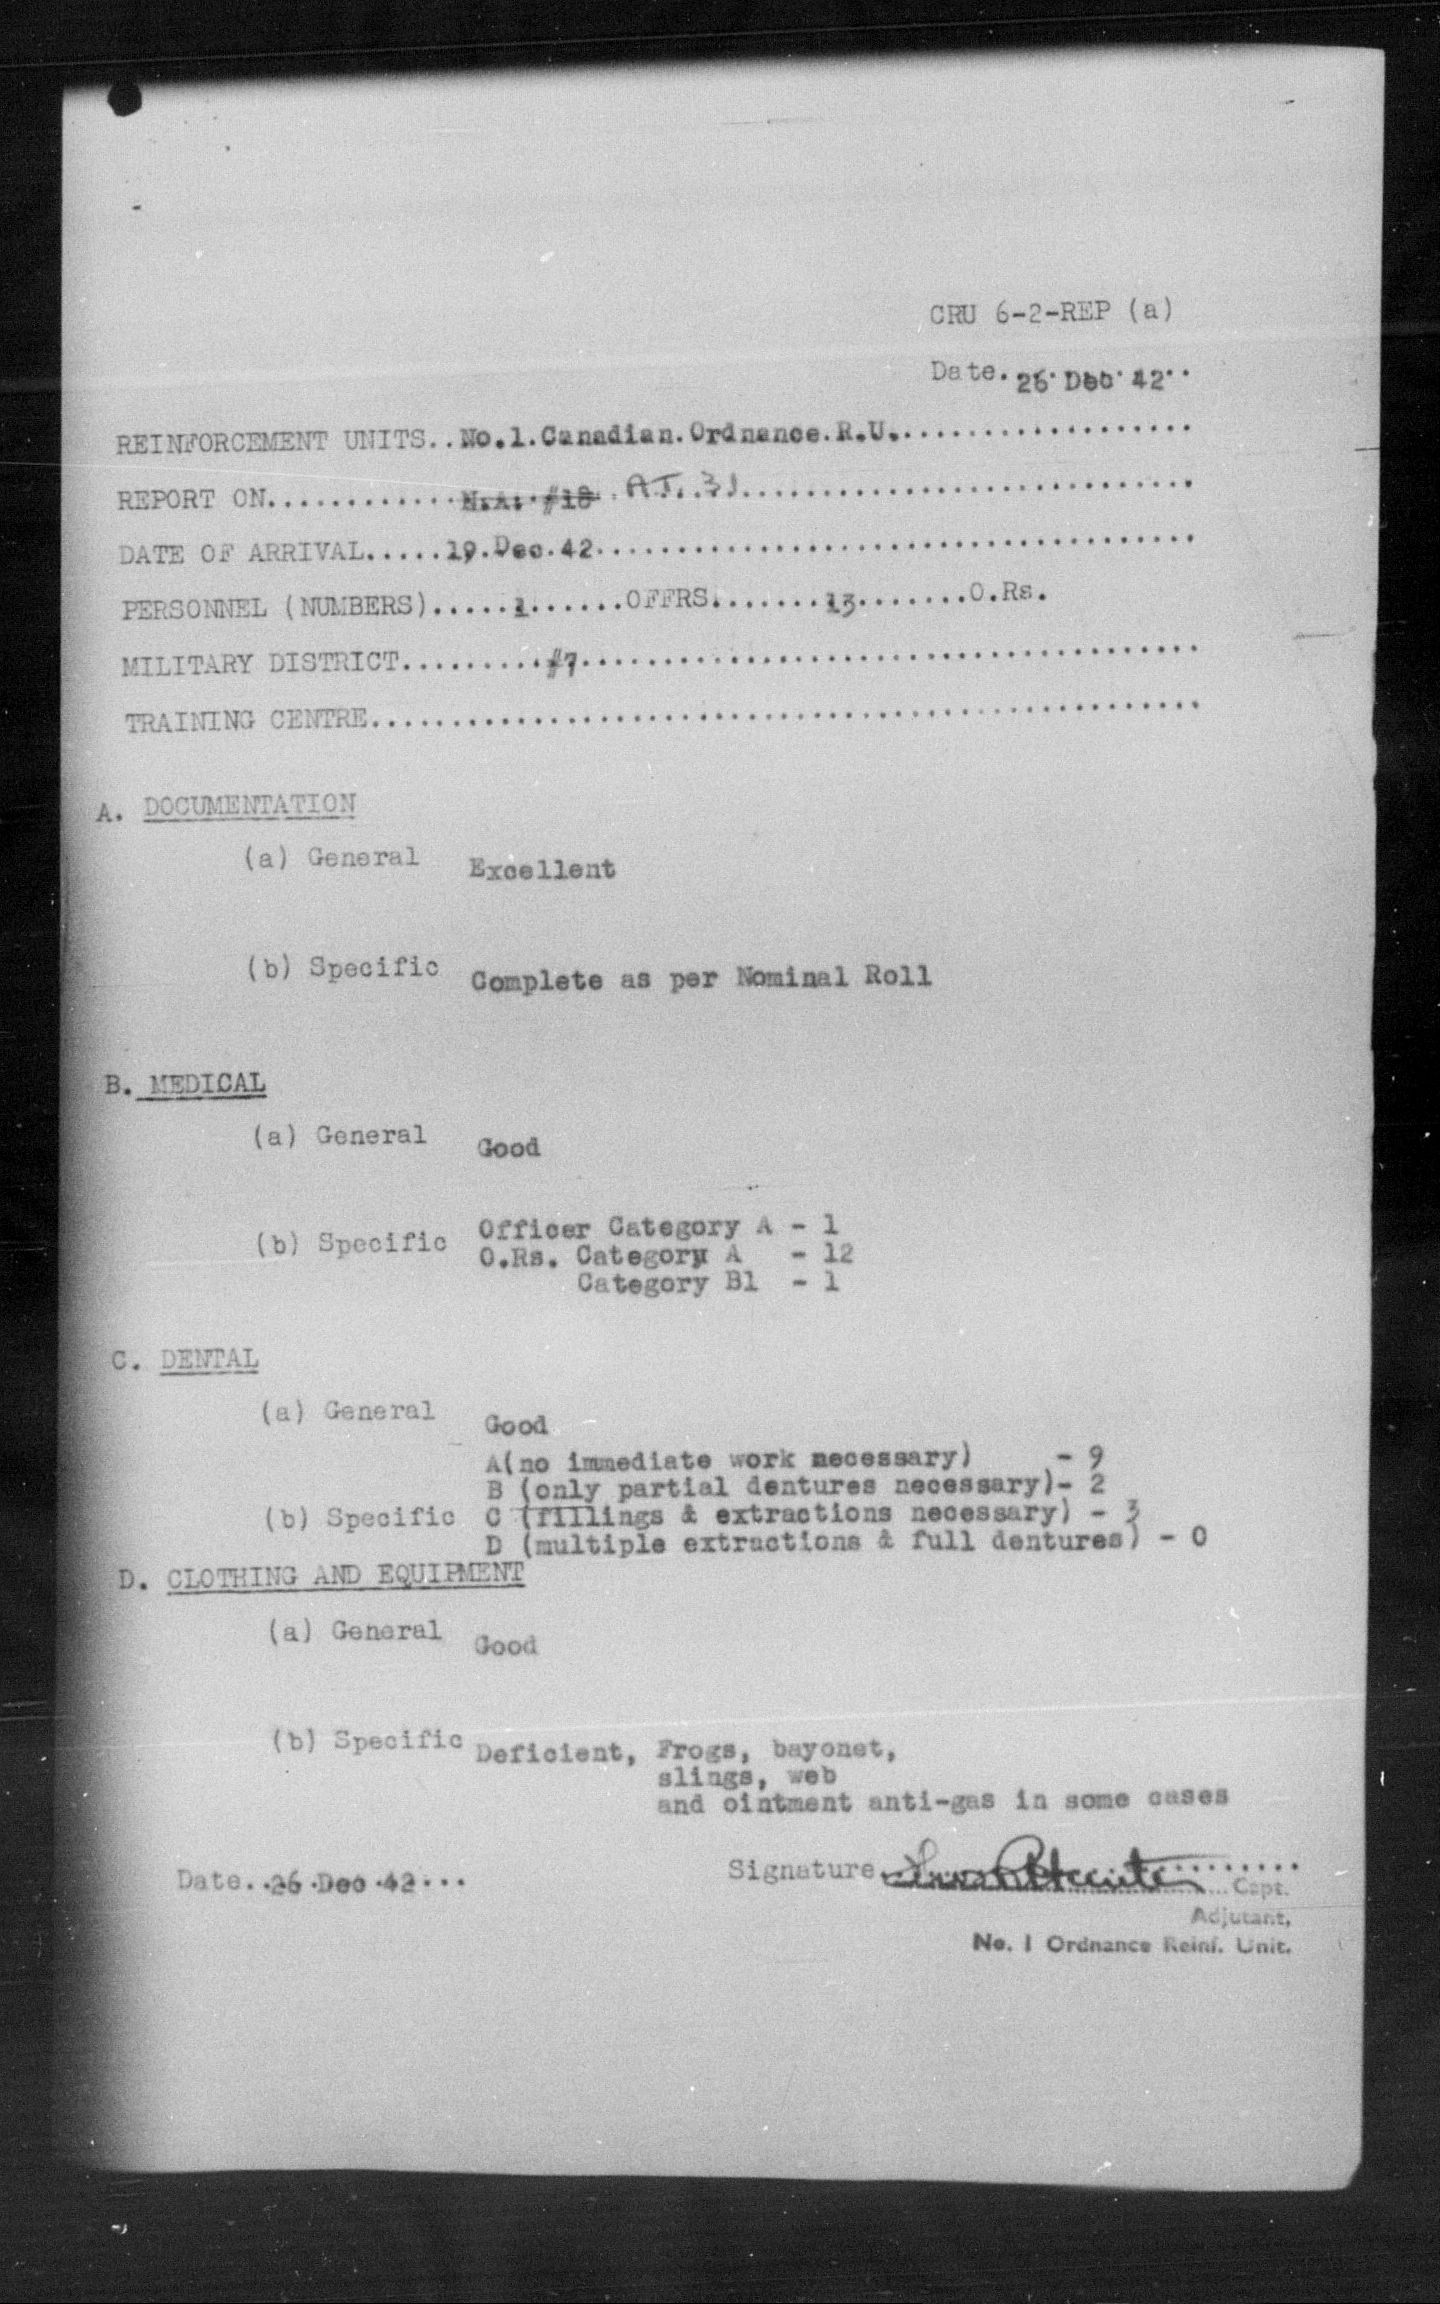 CRU 6-2-REP (a)
Date. 26 Dec 42..
REINFORCEMENT UNITS..No.1.Canadian.Ordnance.R.U...................
REPORT ON............N.A. #18..AT.31............................
DATE OF ARRIVAL.....19.Dec.42.....................................
PERSONNEL (NUMBERS).....1......OFFRS.......13.......O.Rs.
MILITARY DISTRICT.........#7......................................
TRAINING CENTRE...................................................
A. DOCUMENTATION
(a) General Excellent
(b) Specific Complete as per Nominal Roll
B. MEDICAL
(a) General Good
Officer Category A - 1
(b) Specific O.Rs. Category A - 12
Category B1 - 1
C. DENTAL
(a) General Good
A(no immediate work necessary) - 9
B (only partial dentures necessary)- 2
(b) Specific C (fillings & extractions necessary) - 3
D (multiple extractions & full dentures) - 0
D. CLOTHING AND EQUIPMENT
(a) General Good
(b) Specific Deficient, Frogs, bayonet,
slings, web
and ointment anti-gas in some cases
Date..26 Dec 42...
Signature.......... Capt.
Adjutant,
No. 1 Ordnance Reinf. Unit.